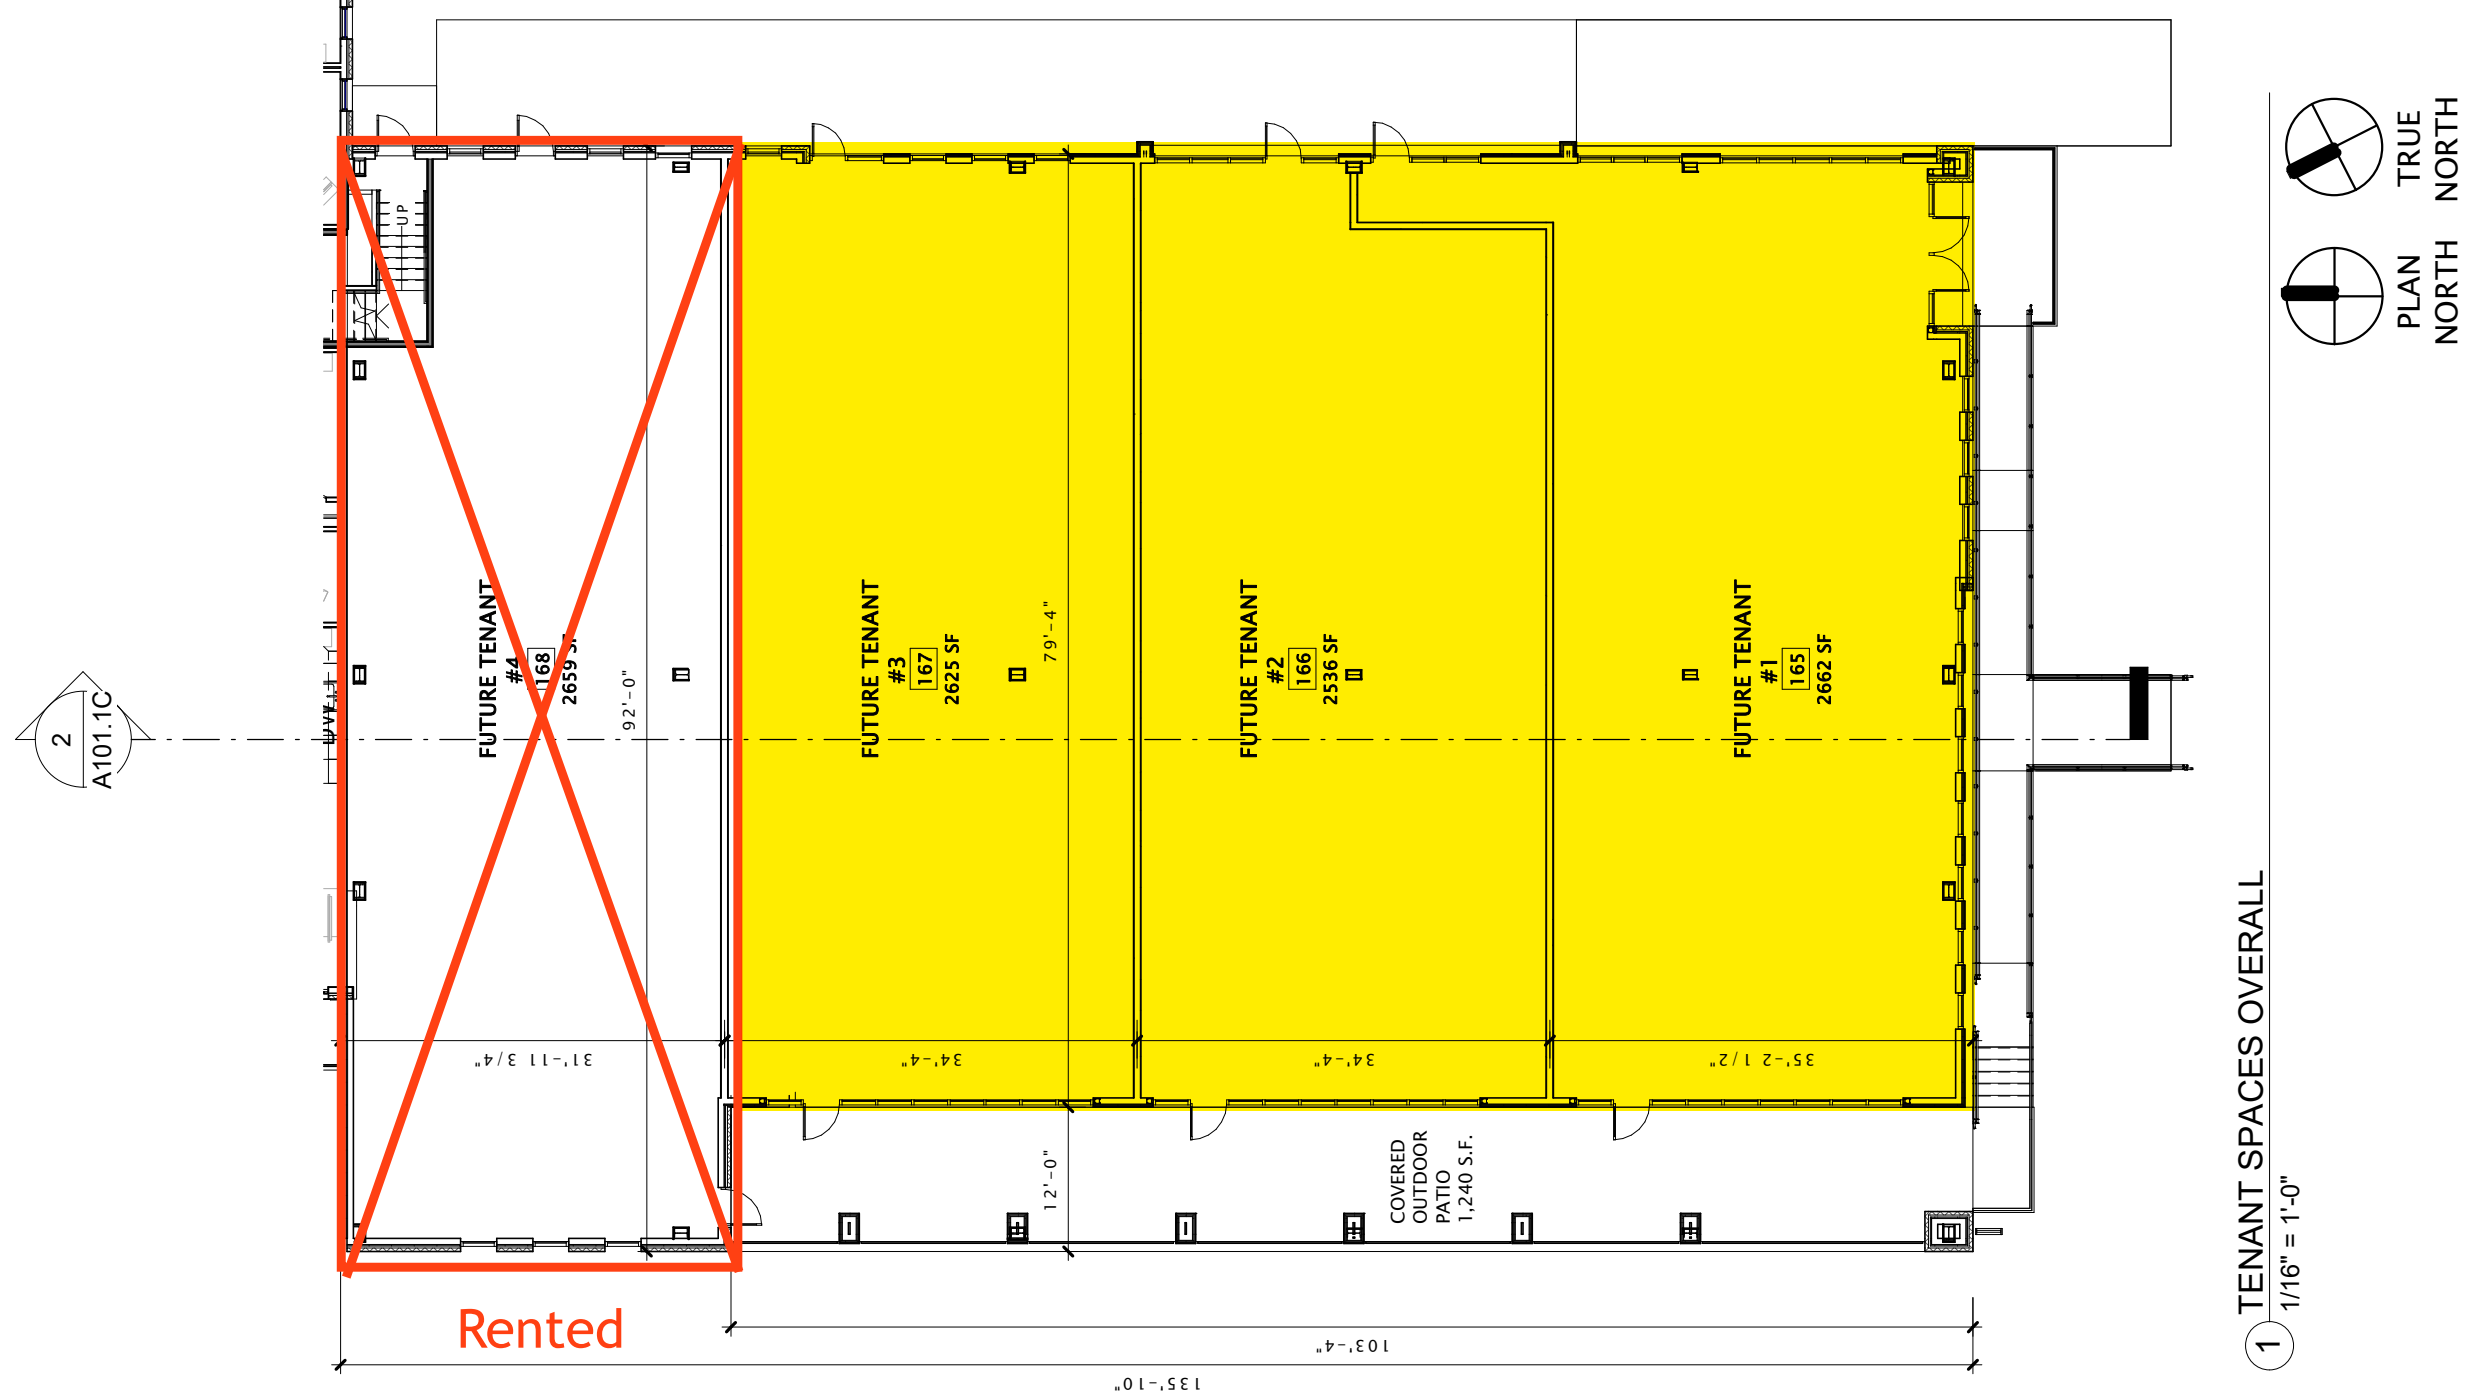 2
A101.1C
UP
FUTURE TENANT
#4
168
2659 SF
92'-0"
FUTURE TENANT
#3
167
2625 SF
79'-4"
FUTURE TENANT
#2
166
2536 SF
FUTURE TENANT
#1
165
2662 SF
31'-11 3/4"
34'-4"
34'-4"
35'-2 1/2"
12'-0"
COVERED
OUTDOOR
PATIO
1,240 S.F.
Rented
103'-4"
135'-10"
PLAN
NORTH
TRUE
NORTH
1
TENANT SPACES OVERALL
1/16" = 1'-0"